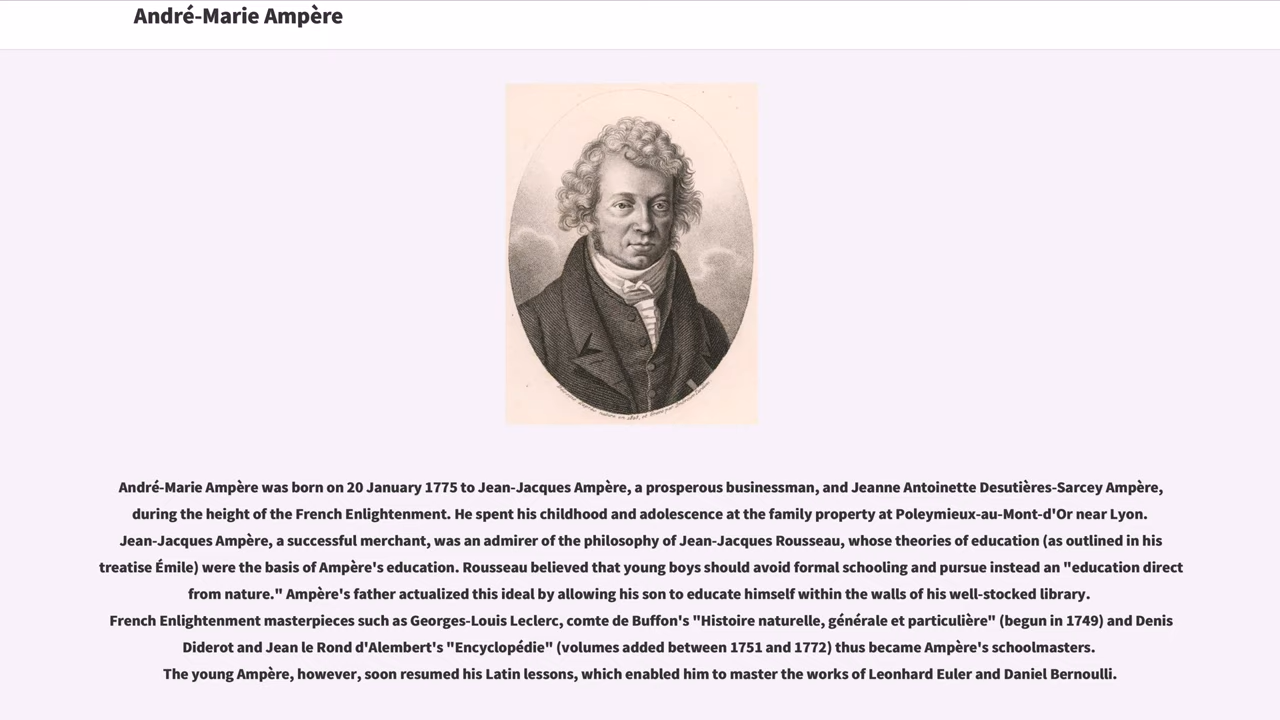 André-Marie Ampère
André-Marie Ampère was born on 20 January 1775 to Jean-Jacques Ampère, a prosperous businessman, and Jeanne Antoinette Desutières-Sarcey Ampère,
during the height of the French Enlightenment. He spent his childhood and adolescence at the family property at Poleymieux-au-Mont-d'Or near Lyon.
Jean-Jacques Ampère, a successful merchant, was an admirer of the philosophy of Jean-Jacques Rousseau, whose theories of education (as outlined in his
treatise Émile) were the basis of Ampère's education. Rousseau believed that young boys should avoid formal schooling and pursue instead an "education direct
from nature." Ampère's father actualized this ideal by allowing his son to educate himself within the walls of his well-stocked library.
French Enlightenment masterpieces such as Georges-Louis Leclerc, comte de Buffon's "Histoire naturelle, générale et particulière" (begun in 1749) and Denis
Diderot and Jean le Rond d'Alembert's "Encyclopédie" (volumes added between 1751 and 1772) thus became Ampère's schoolmasters.
The young Ampère, however, soon resumed his Latin lessons, which enabled him to master the works of Leonhard Euler and Daniel Bernoulli.